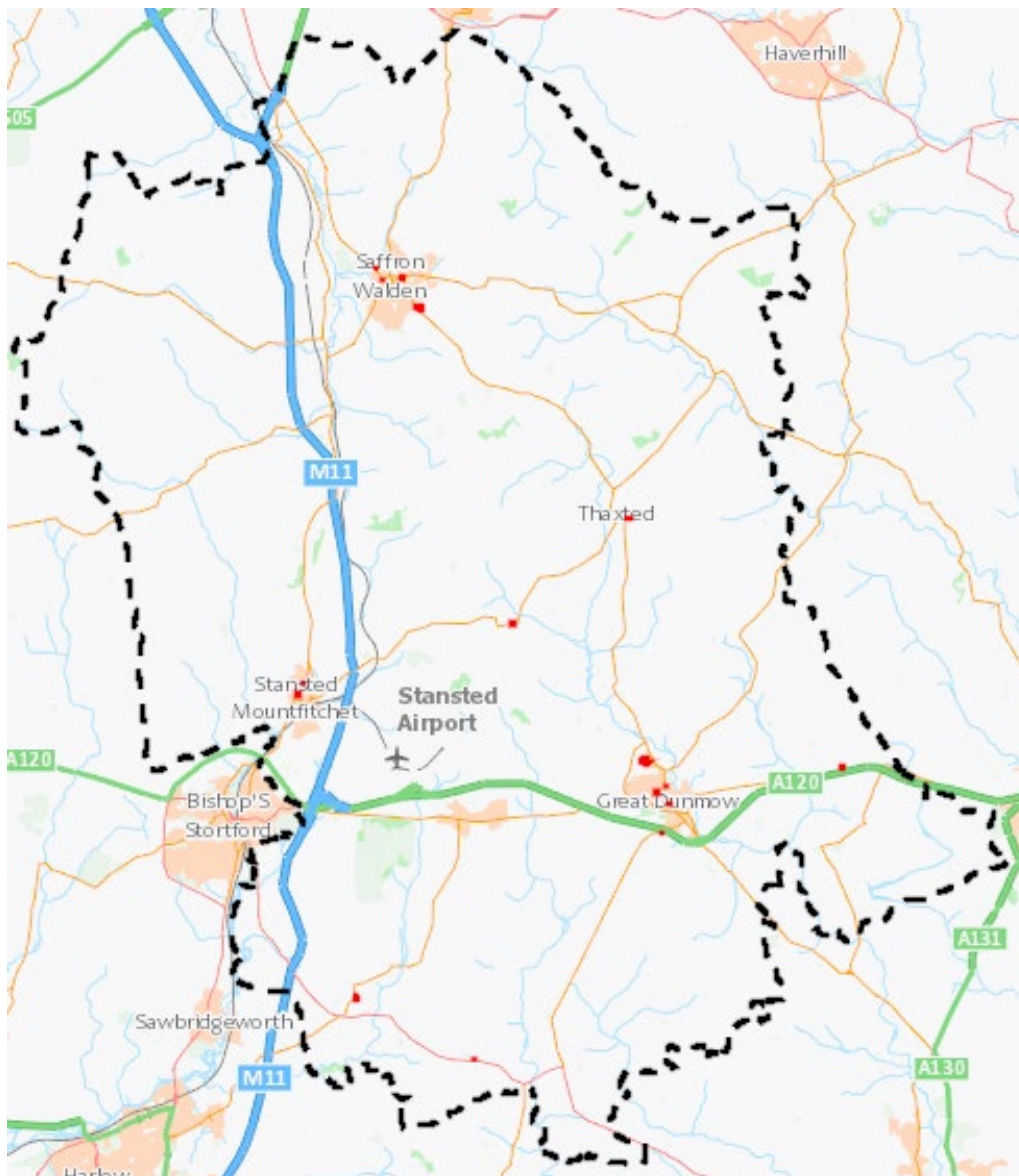 Haverhill
505
Saffron
Walden
M11
Thaxted
Stansted
Mountfitchet
Stansted
Airport
A120
Bishop'S
Stortford
A120
Great Dunmow
A131
Sawbridgeworth
M11
A130
Harlow